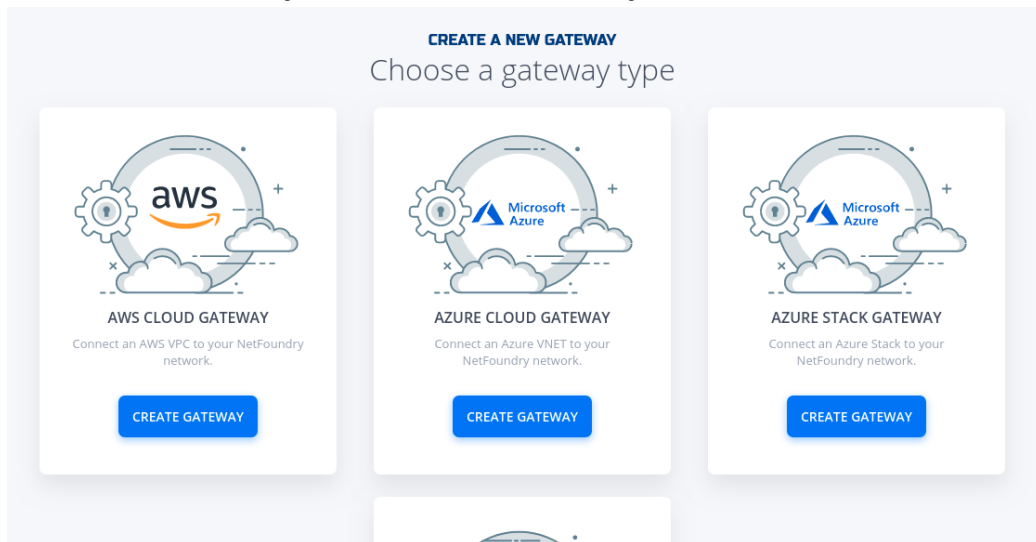 CREATE A NEW GATEWAY
Choose a gateway type
aws
Microsoft
Azure
Microsoft
Azure
AWS CLOUD GATEWAY
Connect an AWS VPC to your NetFoundry
network.
CREATE GATEWAY
AZURE CLOUD GATEWAY
Connect an Azure VNET to your
NetFoundry network.
CREATE GATEWAY
AZURE STACK GATEWAY
Connect an Azure Stack to your
NetFoundry network.
CREATE GATEWAY